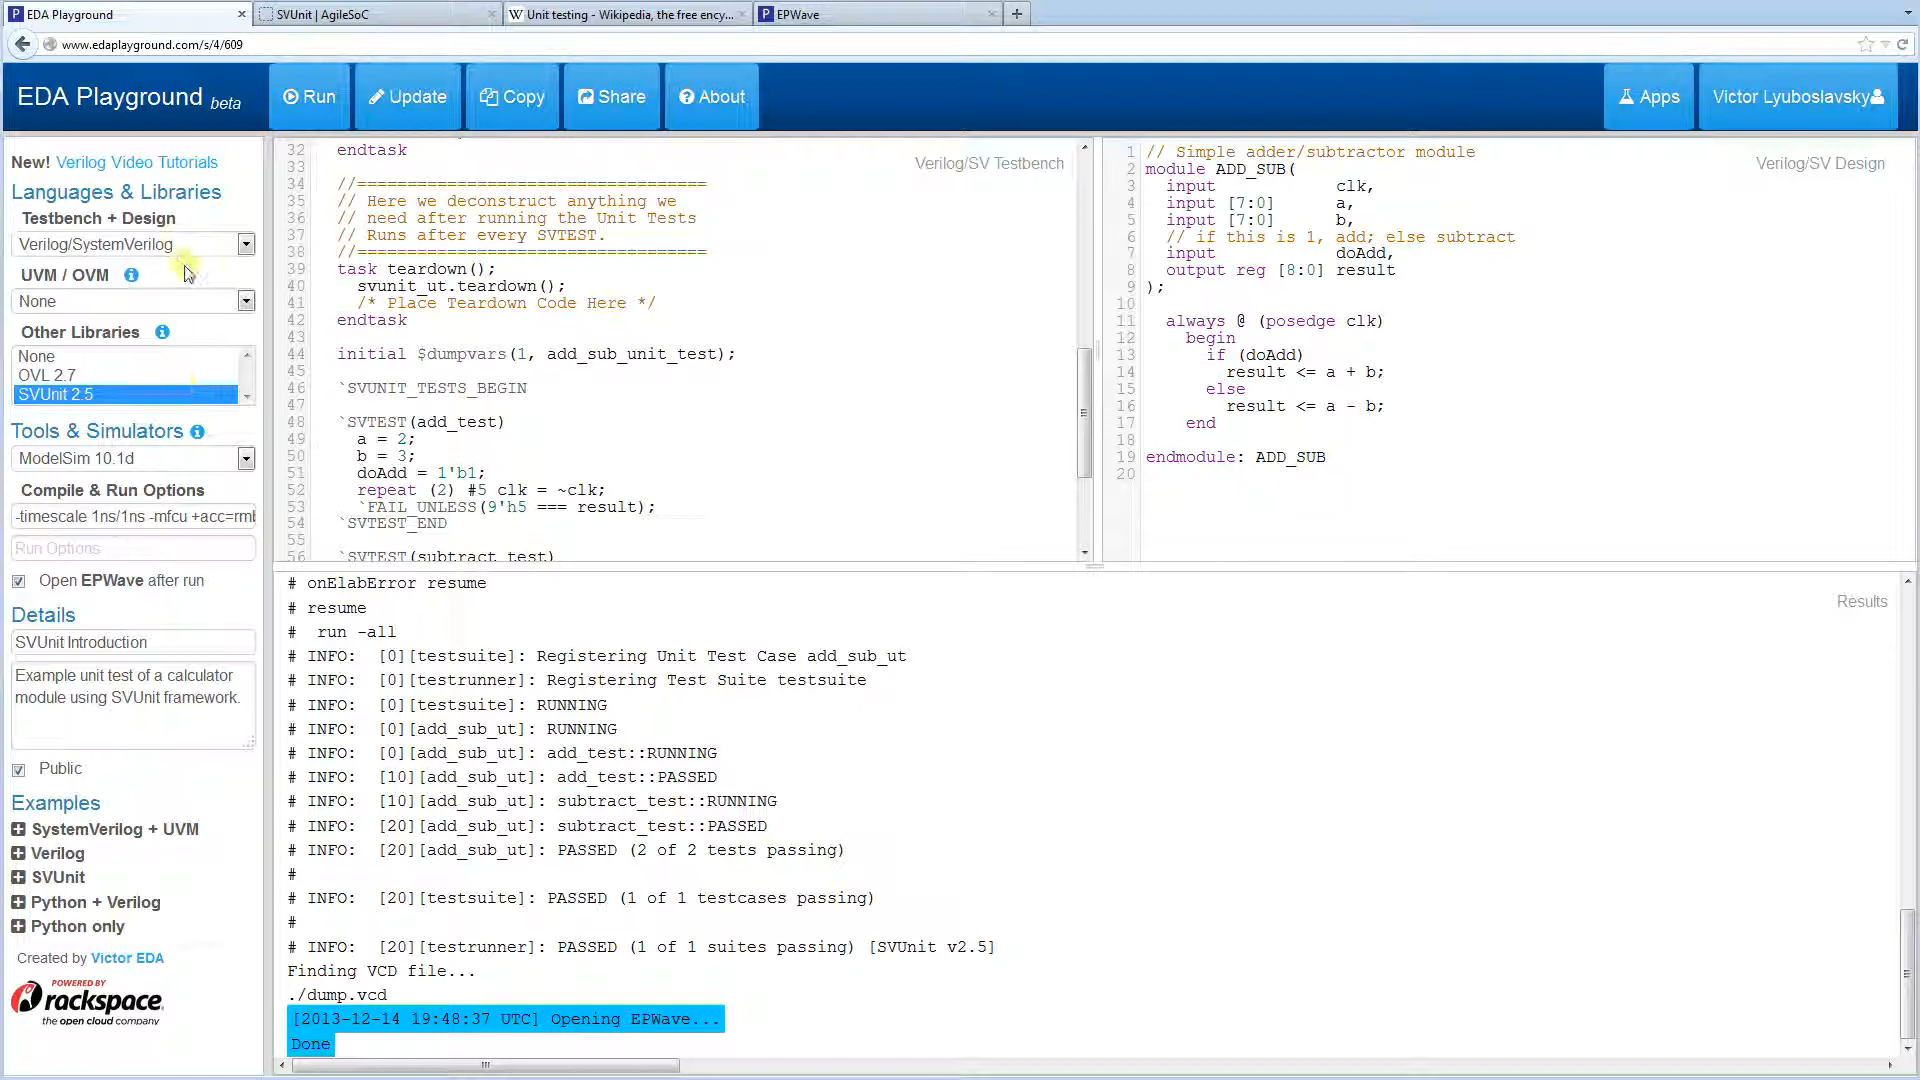 EDA Playground
SVUnit | AgileSoC
Unit testing - Wikipedia, the free ency...
EPWave
www.edaplayground.com/s/4/609
EDA Playground beta
Run
Update
Copy
Share
About
Apps
Victor Lyuboslavsky
New! Verilog Video Tutorials
Languages & Libraries
Testbench + Design
Verilog/SystemVerilog
UVM / OVM
None
Other Libraries
None
OVL 2.7
SVUnit 2.5
Tools & Simulators
ModelSim 10.1d
Compile & Run Options
-timescale 1ns/1ns -mfcu +acc=rmb
Run Options
Open EPWave after run
Details
SVUnit Introduction
Example unit test of a calculator
module using SVUnit framework.
Public
Examples
SystemVerilog + UVM
Verilog
SVUnit
Python + Verilog
Python only
Created by Victor EDA
POWERED BY
rackspace.
the open cloud company
Verilog/SV Testbench
32 endtask
33
34 //===================================
35 // Here we deconstruct anything we
36 // need after running the Unit Tests
37 // Runs after every SVTEST.
38 //===================================
39 task teardown();
40 svunit_ut.teardown();
41 /* Place Teardown Code Here */
42 endtask
43
44 initial $dumpvars(1, add_sub_unit_test);
45
46 `SVUNIT_TESTS_BEGIN
47
48 `SVTEST(add_test)
49 a = 2;
50 b = 3;
51 doAdd = 1'b1;
52 repeat (2) #5 clk = ~clk;
53 `FAIL_UNLESS(9'h5 === result);
54 `SVTEST_END
55
56 `SVTEST(subtract_test)
Verilog/SV Design
1 // Simple adder/subtractor module
2 module ADD_SUB(
3 input clk,
4 input [7:0] a,
5 input [7:0] b,
6 // if this is 1, add; else subtract
7 input doAdd,
8 output reg [8:0] result
9 );
10
11 always @ (posedge clk)
12 begin
13 if (doAdd)
14 result <= a + b;
15 else
16 result <= a - b;
17 end
18
19 endmodule: ADD_SUB
20
Results
# onElabError resume
# resume
# run -all
# INFO: [0][testsuite]: Registering Unit Test Case add_sub_ut
# INFO: [0][testrunner]: Registering Test Suite testsuite
# INFO: [0][testsuite]: RUNNING
# INFO: [0][add_sub_ut]: RUNNING
# INFO: [0][add_sub_ut]: add_test::RUNNING
# INFO: [10][add_sub_ut]: add_test::PASSED
# INFO: [10][add_sub_ut]: subtract_test::RUNNING
# INFO: [20][add_sub_ut]: subtract_test::PASSED
# INFO: [20][add_sub_ut]: PASSED (2 of 2 tests passing)
#
# INFO: [20][testsuite]: PASSED (1 of 1 testcases passing)
#
# INFO: [20][testrunner]: PASSED (1 of 1 suites passing) [SVUnit v2.5]
Finding VCD file...
./dump.vcd
[2013-12-14 19:48:37 UTC] Opening EPWave...
Done